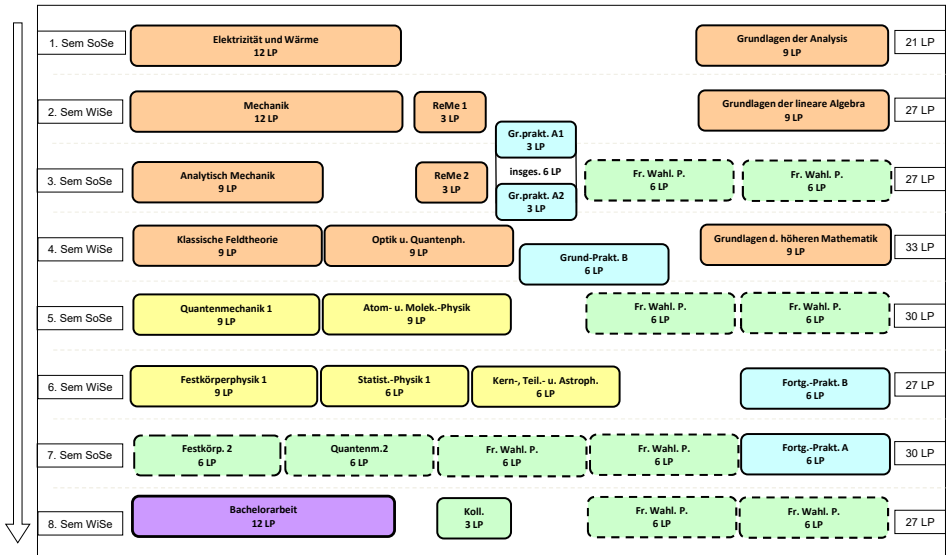 1. Sem SoSe
Elektrizität und Wärme
12 LP
Grundlagen der Analysis
9 LP
21 LP
2. Sem WiSe
Mechanik
12 LP
ReMe 1
3 LP
Gr.prakt. A1
3 LP
Grundlagen der lineare Algebra
9 LP
27 LP
insges. 6 LP
3. Sem SoSe
Analytisch Mechanik
9 LP
ReMe 2
3 LP
Gr.prakt. A2
3 LP
Fr. Wahl. P.
6 LP
Fr. Wahl. P.
6 LP
27 LP
4. Sem WiSe
Klassische Feldtheorie
9 LP
Optik u. Quantenph.
9 LP
Grund-Prakt. B
6 LP
Grundlagen d. höheren Mathematik
9 LP
33 LP
5. Sem SoSe
Quantenmechanik 1
9 LP
Atom- u. Molek.-Physik
9 LP
Fr. Wahl. P.
6 LP
Fr. Wahl. P.
6 LP
30 LP
6. Sem WiSe
Festkörperphysik 1
9 LP
Statist.-Physik 1
6 LP
Kern-, Teil.- u. Astroph.
6 LP
Fortg.-Prakt. B
6 LP
27 LP
7. Sem SoSe
Festkörp. 2
6 LP
Quantenm.2
6 LP
Fr. Wahl. P.
6 LP
Fr. Wahl. P.
6 LP
Fortg.-Prakt. A
6 LP
30 LP
8. Sem WiSe
Bachelorarbeit
12 LP
Koll.
3 LP
Fr. Wahl. P.
6 LP
Fr. Wahl. P.
6 LP
27 LP